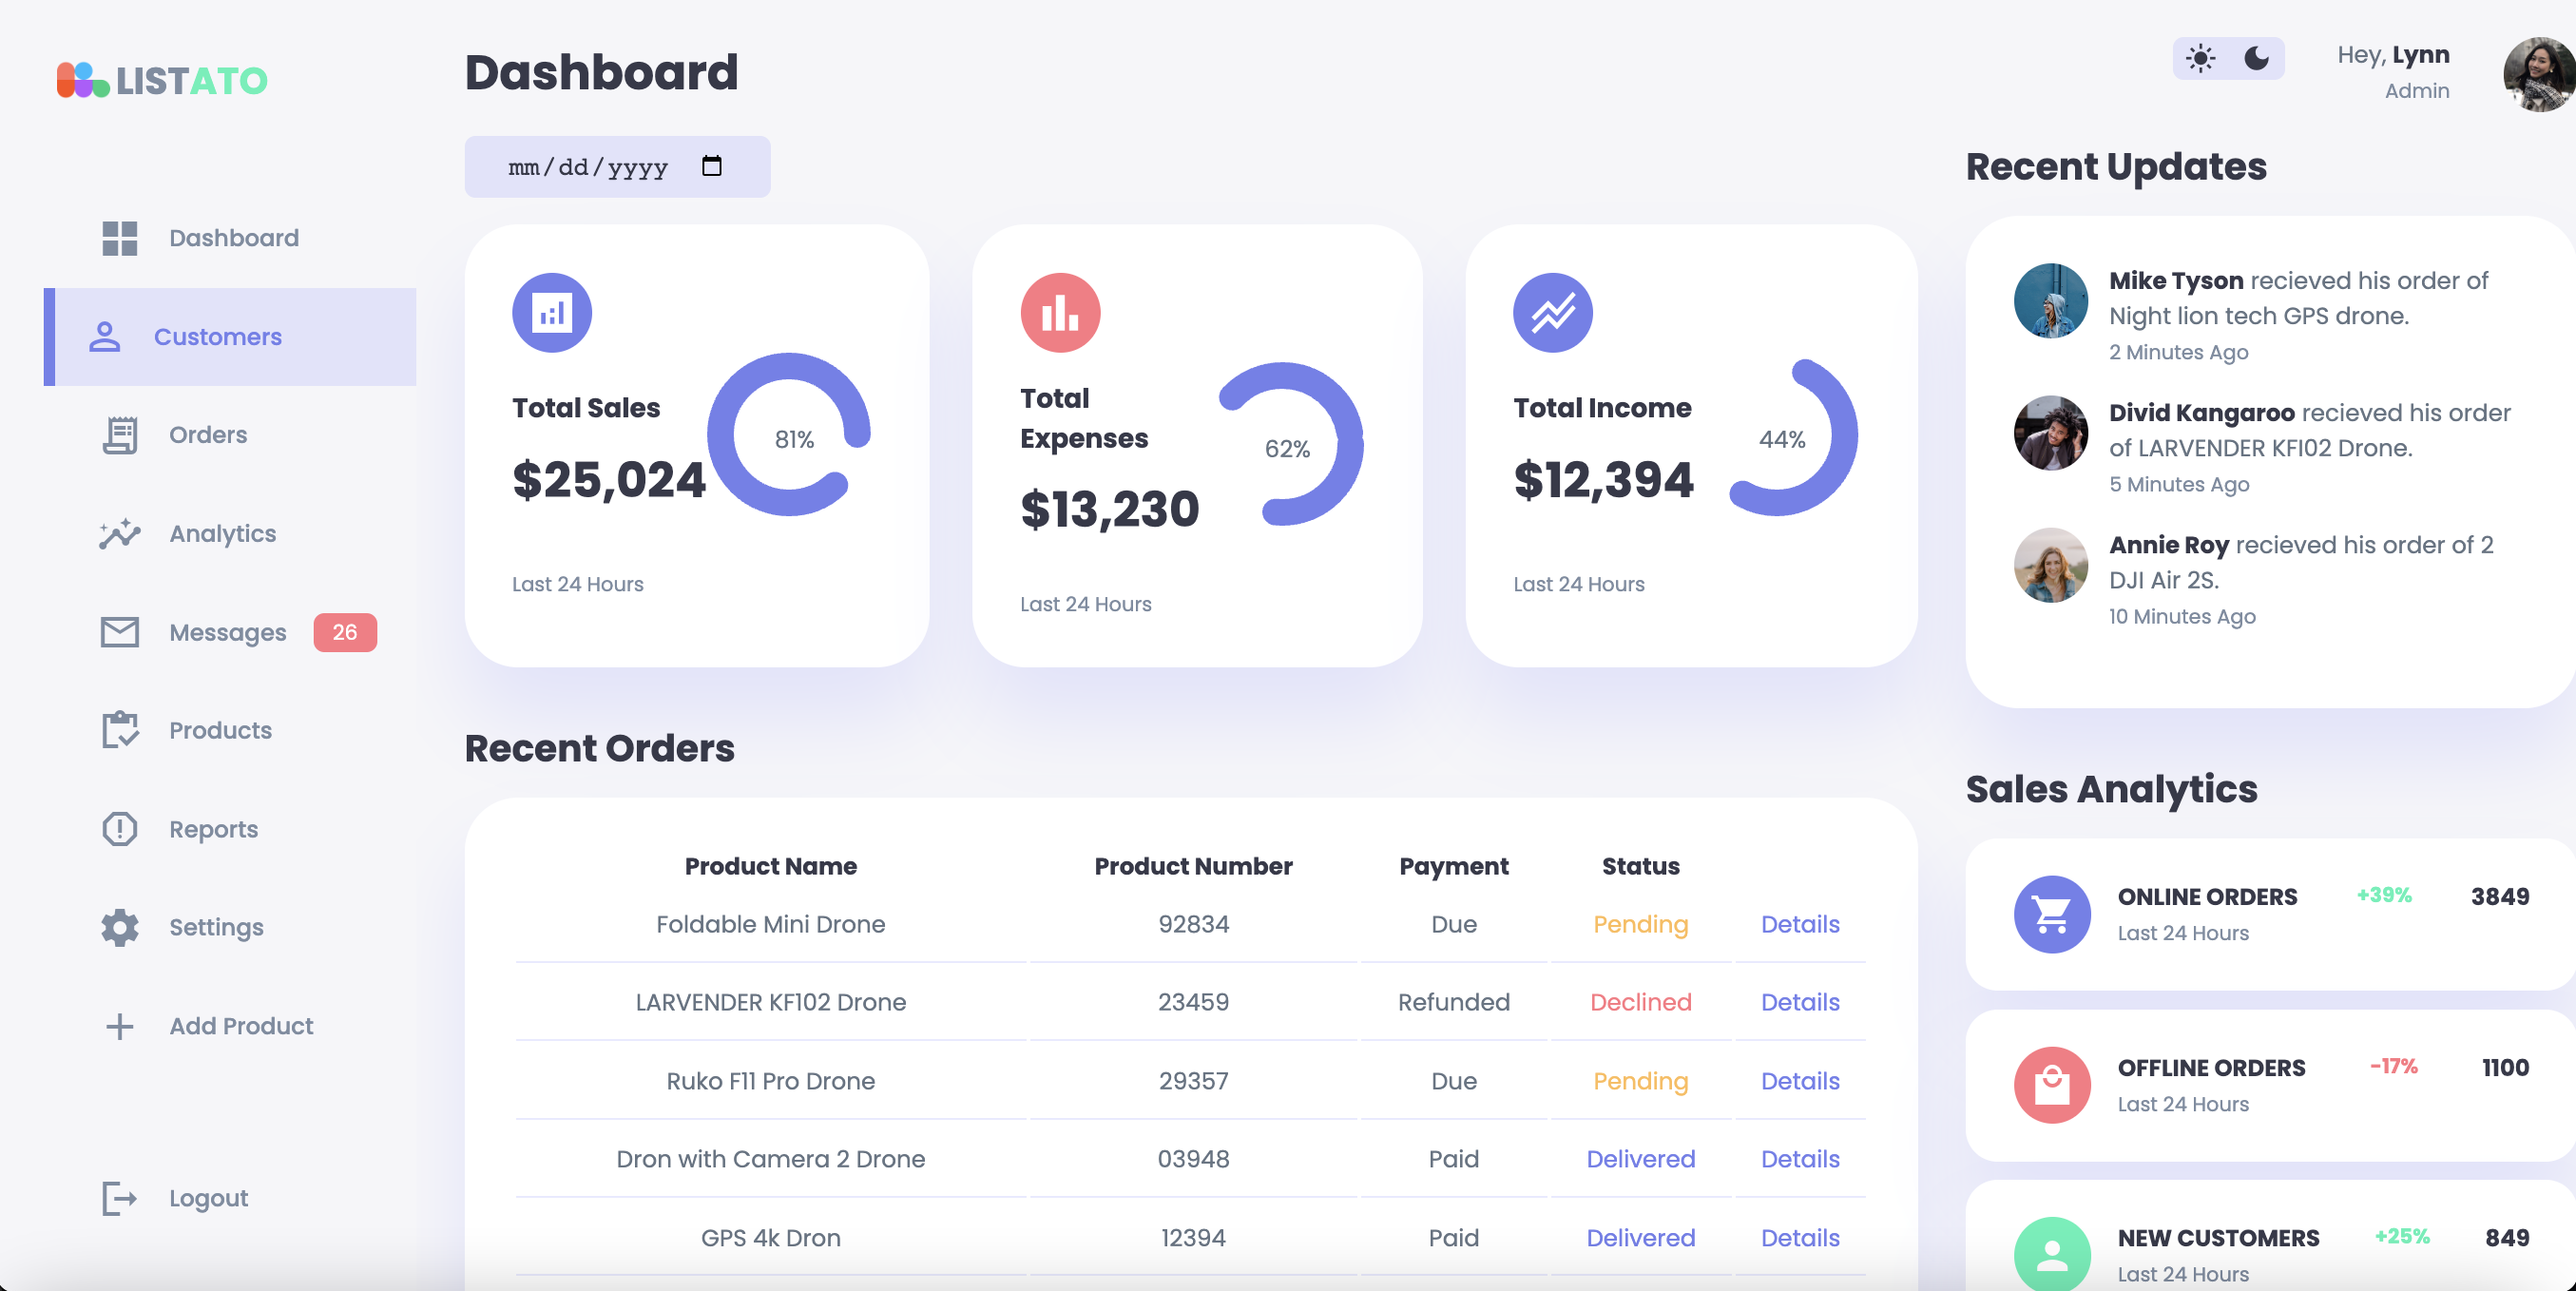 LISTATO
Dashboard
Customers
Orders
Analytics
Messages 26
Products
Reports
Settings
Add Product
Logout
Dashboard
mm/dd/yyyy
Total Sales
$25,024
81%
Last 24 Hours
Total
Expenses
$13,230
62%
Last 24 Hours
Total Income
$12,394
44%
Last 24 Hours
Recent Orders
Product Name Product Number Payment Status
Foldable Mini Drone 92834 Due Pending Details
LARVENDER KF102 Drone 23459 Refunded Declined Details
Ruko F11 Pro Drone 29357 Due Pending Details
Dron with Camera 2 Drone 03948 Paid Delivered Details
GPS 4k Dron 12394 Paid Delivered Details
Hey, Lynn
Admin
Recent Updates
Mike Tyson recieved his order of
Night lion tech GPS drone.
2 Minutes Ago
Divid Kangaroo recieved his order
of LARVENDER KF102 Drone.
5 Minutes Ago
Annie Roy recieved his order of 2
DJI Air 2S.
10 Minutes Ago
Sales Analytics
ONLINE ORDERS +39% 3849
Last 24 Hours
OFFLINE ORDERS -17% 1100
Last 24 Hours
NEW CUSTOMERS +25% 849
Last 24 Hours